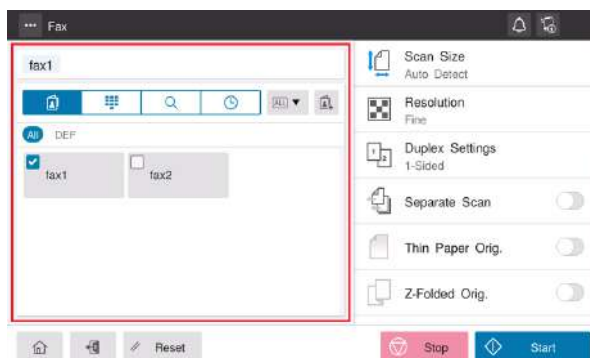 Fax
fax1
ALL
All DEF
fax1 fax2
Scan Size
Auto Detect
Resolution
Fine
Duplex Settings
1-Sided
Separate Scan
Thin Paper Orig.
Z-Folded Orig.
Reset
Stop
Start